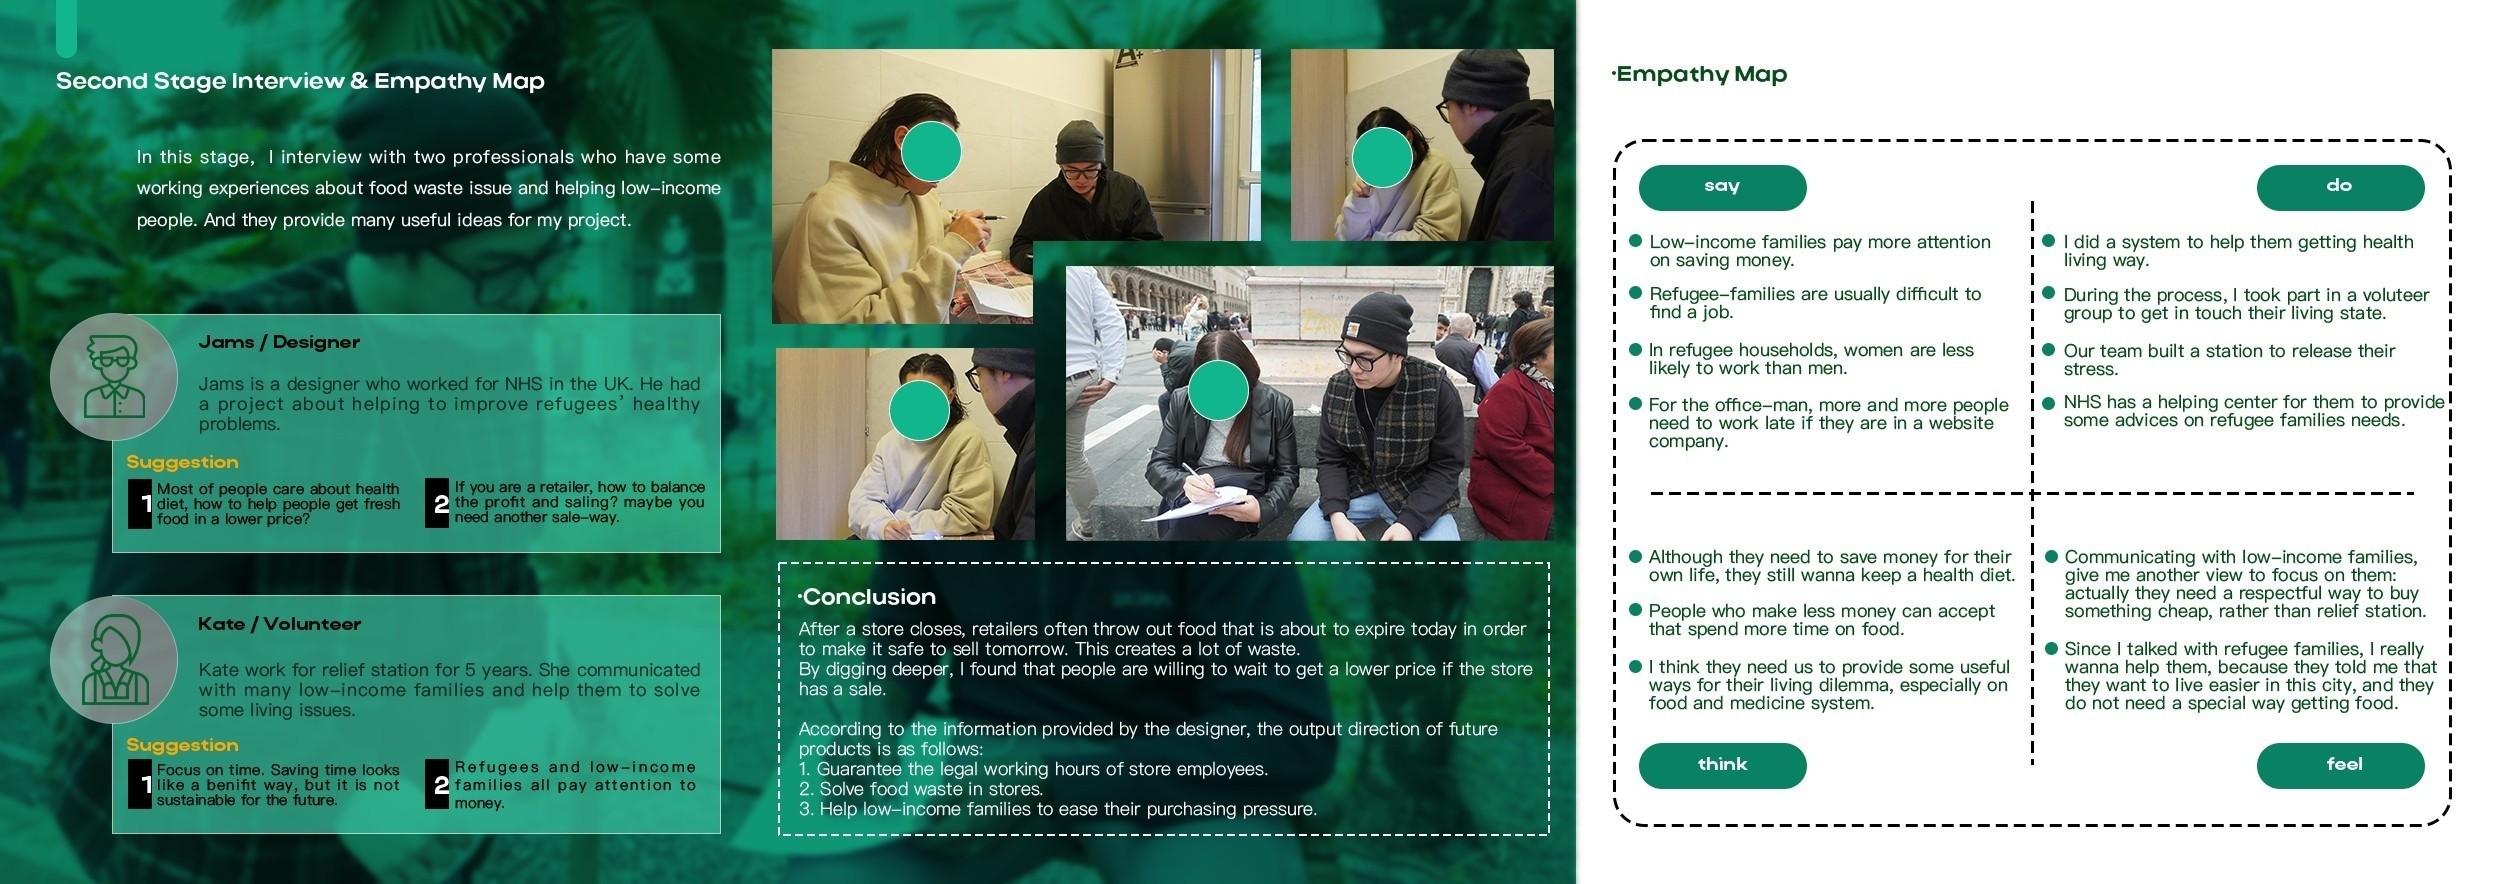 Second Stage Interview & Empathy Map
In this stage, I interview with two professionals who have some
working experiences about food waste issue and helping low-income
people. And they provide many useful ideas for my project.
Jams / Designer
Jams is a designer who worked for NHS in the UK. He had
a project about helping to improve refugees' healthy
problems.
Suggestion
1
Most of people care about health
diet, how to help people get fresh
food in a lower price?
2
If you are a retailer, how to balance
the profit and saling? maybe you
need another sale-way.
Kate / Volunteer
Kate work for relief station for 5 years. She communicated
with many low-income families and help them to solve
some living issues.
Suggestion
1
Focus on time. Saving time looks
like a benifit way, but it is not
sustainable for the future.
2
Refugees and low-income
families all pay attention to
money.
A+
·Conclusion
After a store closes, retailers often throw out food that is about to expire today in order
to make it safe to sell tomorrow. This creates a lot of waste.
By digging deeper, I found that people are willing to wait to get a lower price if the store
has a sale.
According to the information provided by the designer, the output direction of future
products is as follows:
1. Guarantee the legal working hours of store employees.
2. Solve food waste in stores.
3. Help low-income families to ease their purchasing pressure.
·Empathy Map
say
Low-income families pay more attention
on saving money.
Refugee-families are usually difficult to
find a job.
In refugee households, women are less
likely to work than men.
For the office-man, more and more people
need to work late if they are in a website
company.
do
I did a system to help them getting health
living way.
During the process, I took part in a voluteer
group to get in touch their living state.
Our team built a station to release their
stress.
NHS has a helping center for them to provide
some advices on refugee families needs.
Although they need to save money for their
own life, they still wanna keep a health diet.
People who make less money can accept
that spend more time on food.
I think they need us to provide some useful
ways for their living dilemma, especially on
food and medicine system.
think
Communicating with low-income families,
give me another view to focus on them:
actually they need a respectful way to buy
something cheap, rather than relief station.
Since I talked with refugee families, I really
wanna help them, because they told me that
they want to live easier in this city, and they
do not need a special way getting food.
feel